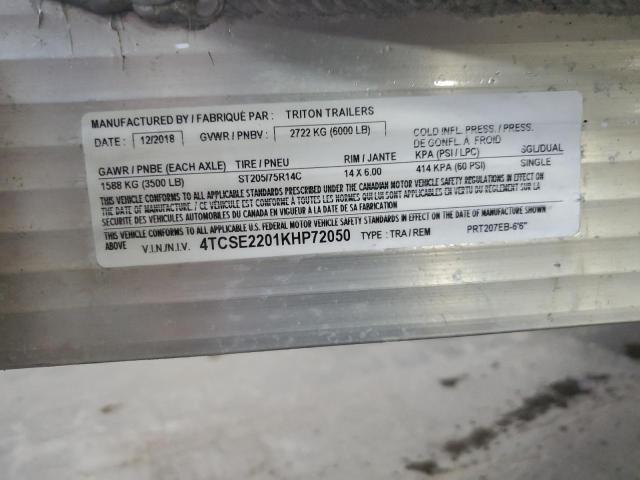 MANUFACTURED BY / FABRIQUÉ PAR : TRITON TRAILERS
DATE : 12/2018 GVWR / PNBV : 2722 KG (6000 LB) COLD INFL. PRESS. / PRESS. DE GONFL. A FROID
GAWR / PNBE (EACH AXLE) TIRE / PNEU RIM / JANTE KPA (PSI / LPC) SGL/DUAL
1588 KG (3500 LB) ST205/75R14C 14 X 6.00 414 KPA (60 PSI) SINGLE
THIS VEHICLE CONFORMS TO ALL APPLICABLE STANDARDS PRESCRIBED UNDER THE CANADIAN MOTOR VEHICLE SAFETY REGULATIONS IN EFFECT ON
THE DATE OF MANUFACTURE / CE VÉHICULE EST CONFORME À TOUTES LES NORMES QUI LUI SONT APPLICABLES EN VERTU DU RÈGLEMENT SUR LA
SÉCURITÉ DES VÉHICULES AUTOMOBILES DU CANADA EN VIGUEUR À LA DATE DE SA FABRICATION
THIS VEHICLE CONFORMS TO ALL APPLICABLE U.S. FEDERAL MOTOR VEHICLE SAFETY STANDARDS IN EFFECT ON THE DATE OF MANUFACTURE SHOWN
ABOVE V.I.N./N.I.V. 4TCSE2201KHP72050 TYPE : TRA / REM PRT207EB-6'6"